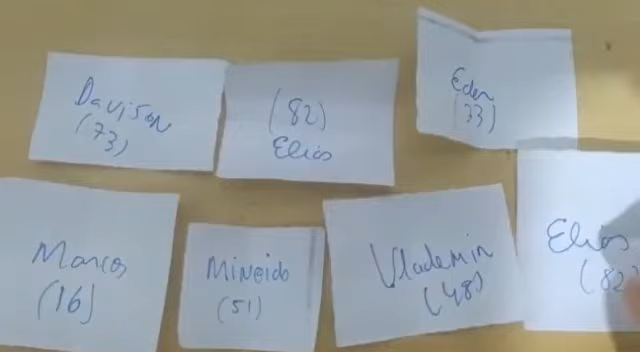 Davison
(73)
(82)
Elias
Eder
(33)
Marcos
(16)
Mineido
(51)
Vlademir
(48)
Elias
(82)